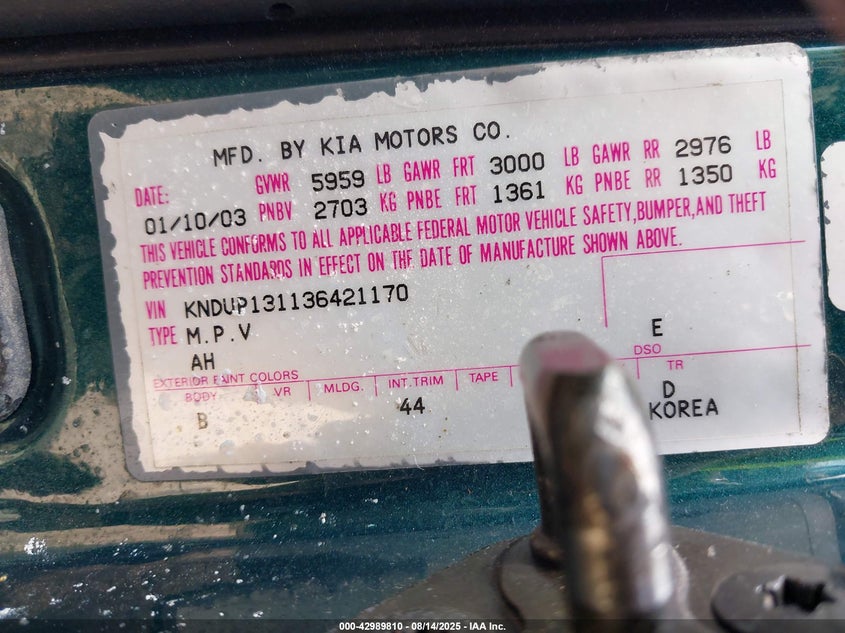 MFD. BY KIA MOTORS CO.
DATE: GVWR 5959 LB GAWR FRT 3000 LB GAWR RR 2976 LB
01/10/03 PNBV 2703 KG PNBE FRT 1361 KG PNBE RR 1350 KG
THIS VEHICLE CONFORMS TO ALL APPLICABLE FEDERAL MOTOR VEHICLE SAFETY,BUMPER,AND THEFT
PREVENTION STANDARDS IN EFFECT ON THE DATE OF MANUFACTURE SHOWN ABOVE.
VIN KNDUP131136421170
TYPE M.P.V
E
AH
DSO
EXTERIOR PAINT COLORS
BODY VR MLDG. INT.TRIM TAPE TR
B 44 D
KOREA
000-42989810 - 08/14/2025 - IAA Inc.